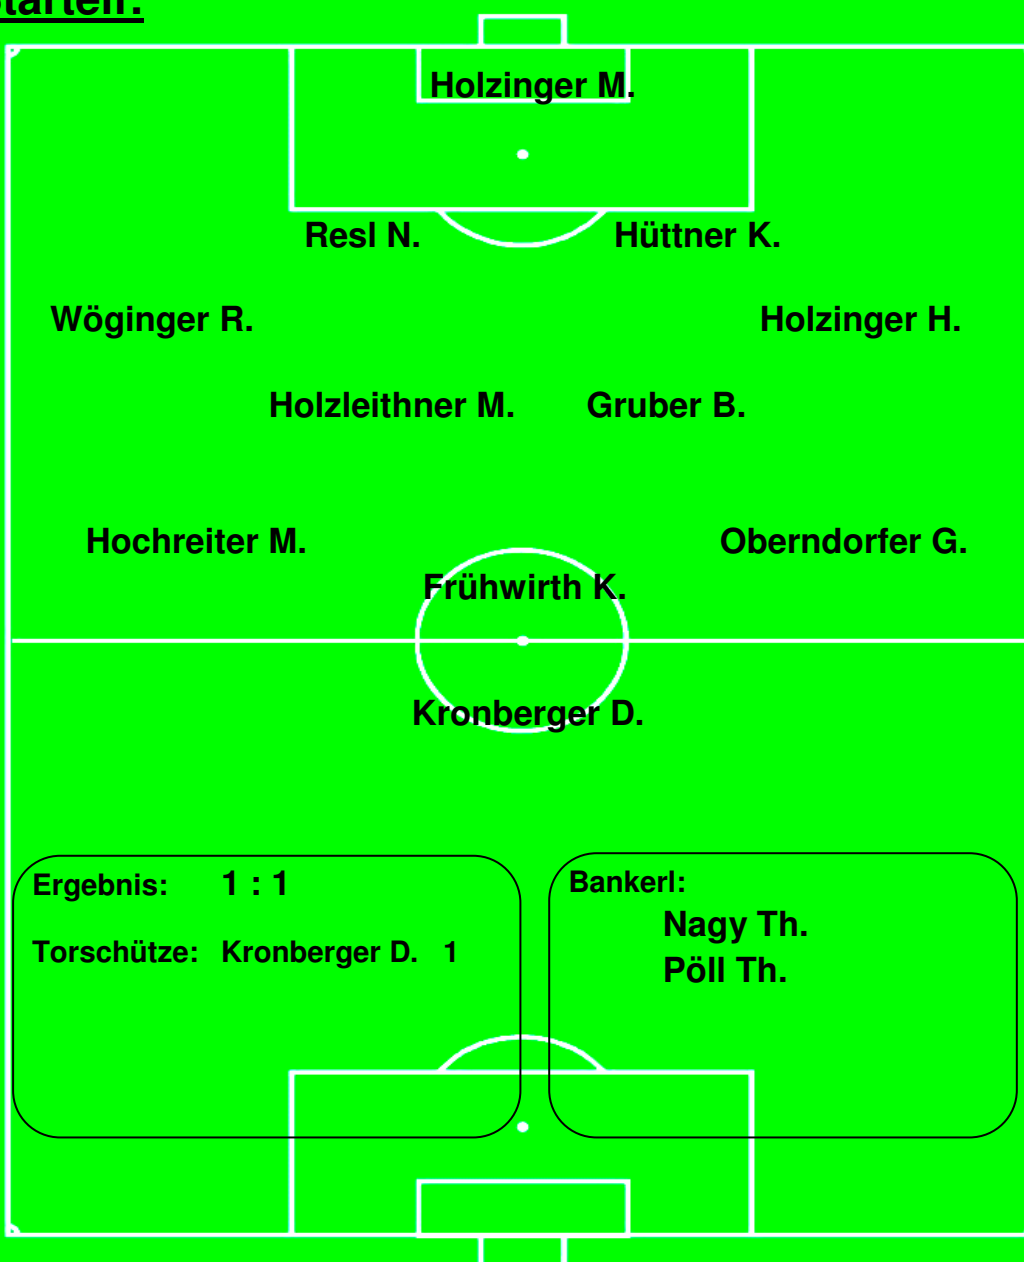 Holzinger M.
Resl N. Hüttner K.
Wöginger R. Holzinger H.
Holzleithner M. Gruber B.
Hochreiter M. Oberndorfer G.
Frühwirth K.
Kronberger D.
Ergebnis: 1 : 1
Torschütze: Kronberger D. 1
Bankerl:
Nagy Th.
Pöll Th.